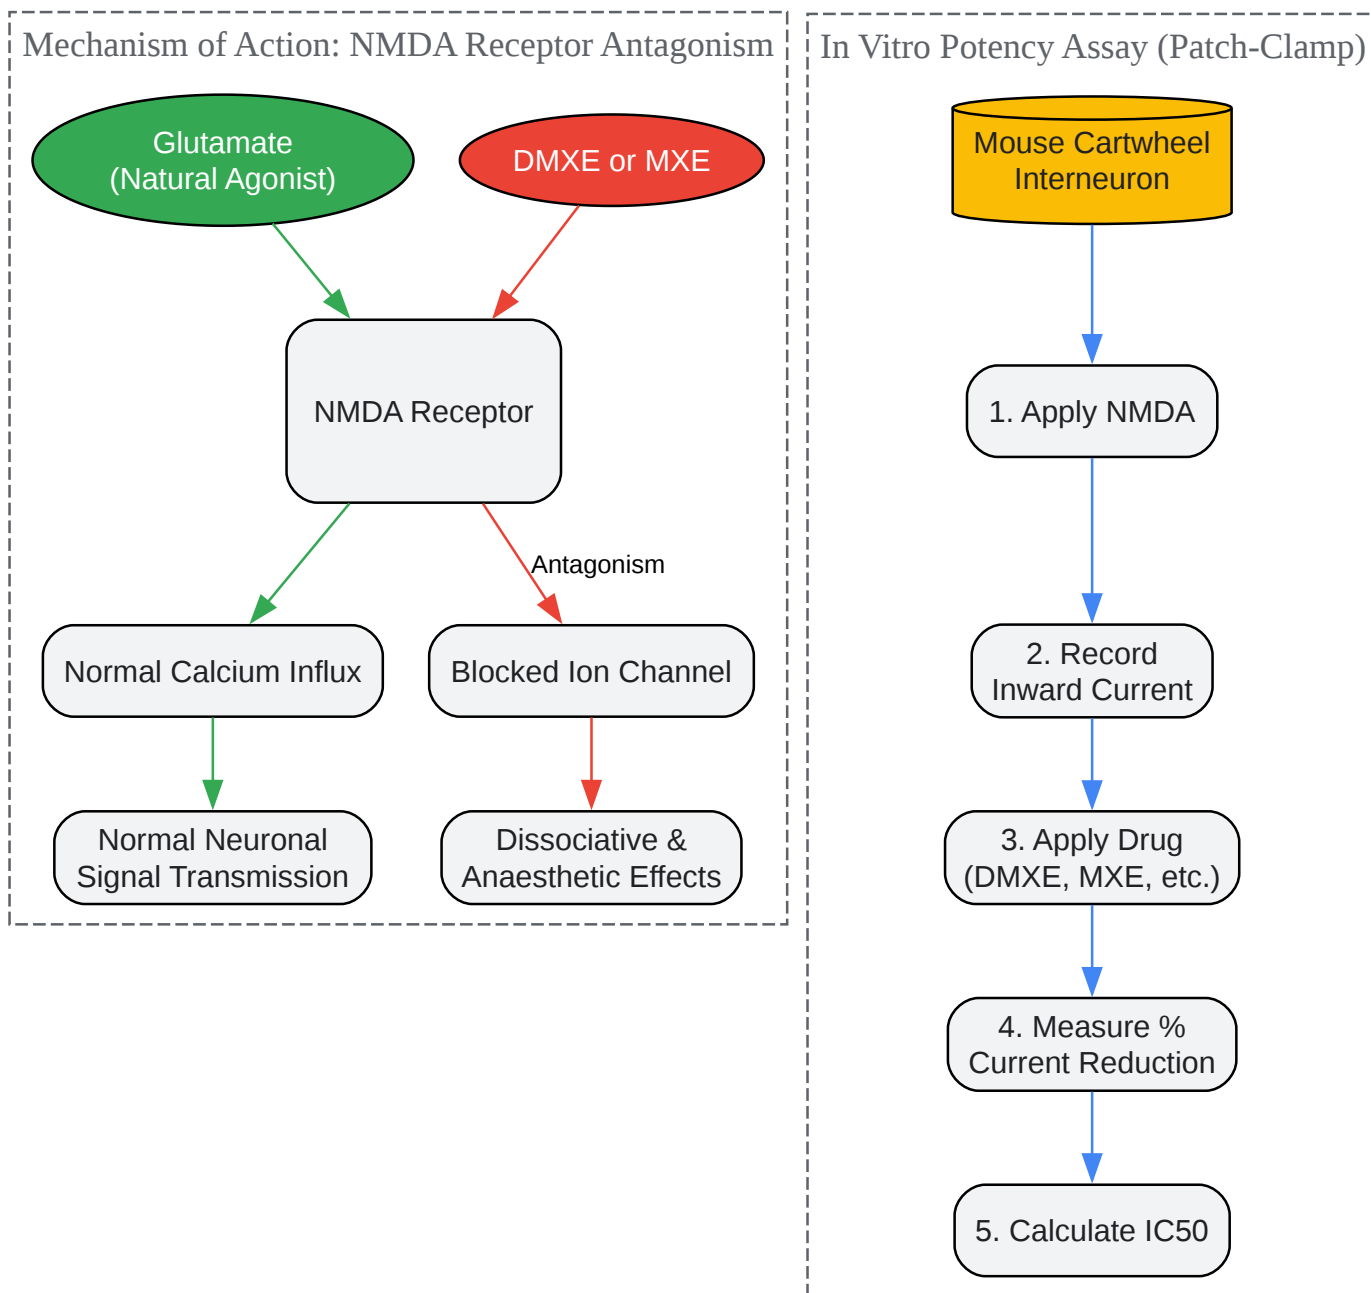 Mechanism of Action: NMDA Receptor Antagonism
Glutamate
(Natural Agonist)
DMXE or MXE
NMDA Receptor
Antagonism
Normal Calcium Influx
Blocked Ion Channel
Normal Neuronal
Signal Transmission
Dissociative &
Anaesthetic Effects
In Vitro Potency Assay (Patch-Clamp)
Mouse Cartwheel
Interneuron
1. Apply NMDA
2. Record
Inward Current
3. Apply Drug
(DMXE, MXE, etc.)
4. Measure %
Current Reduction
5. Calculate IC50